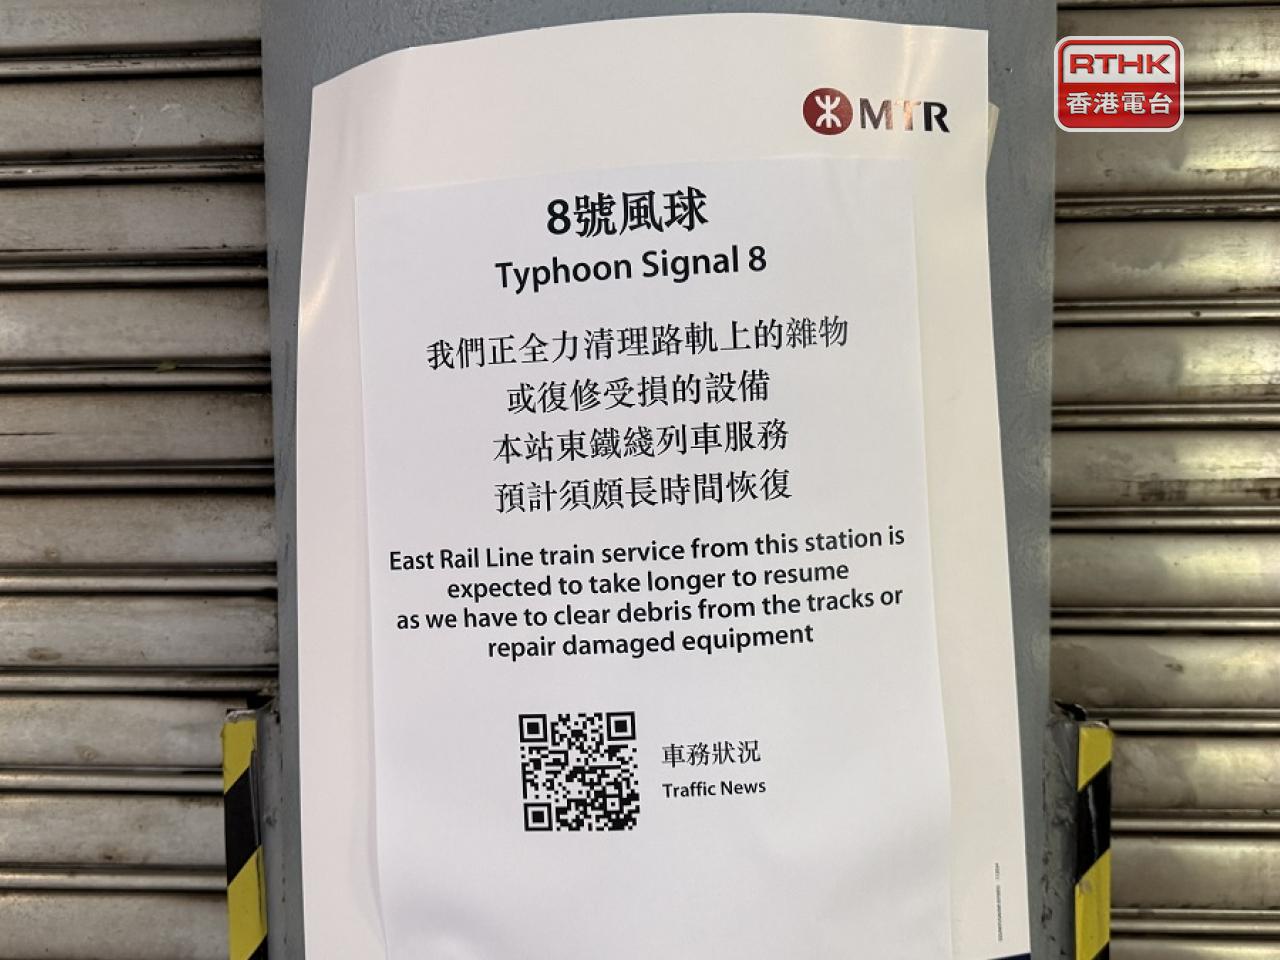 RTHK
香港電台
MTR
8號風球
Typhoon Signal 8
我們正全力清理路軌上的雜物
或復修受損的設備
本站東鐵綫列車服務
預計須頗長時間恢復
East Rail Line train service from this station is
expected to take longer to resume
as we have to clear debris from the tracks or
repair damaged equipment
車務狀況
Traffic News